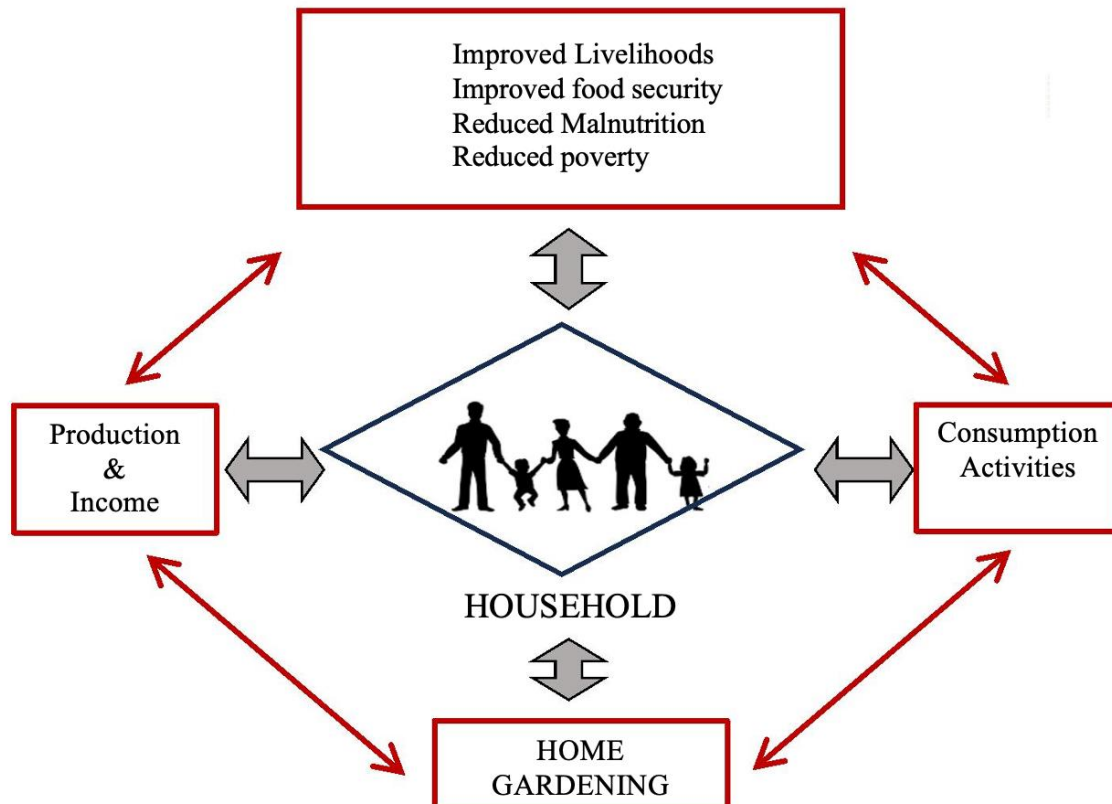 Improved Livelihoods
Improved food security
Reduced Malnutrition
Reduced poverty
Production
&
Income
Consumption
Activities
HOUSEHOLD
HOME
GARDENING